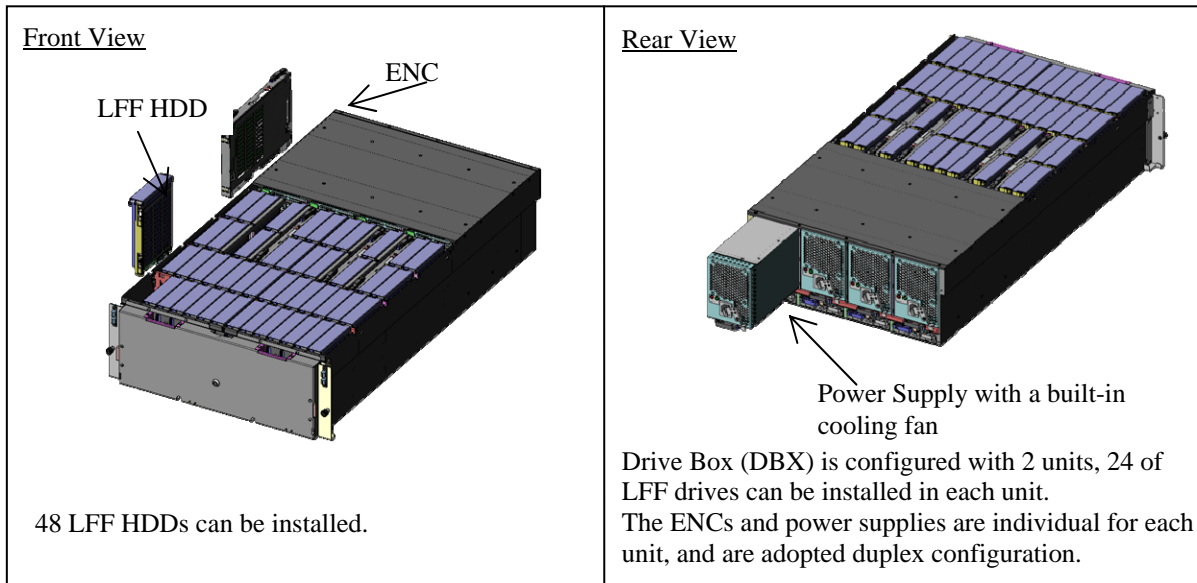 Front View
ENC
LFF HDD
48 LFF HDDs can be installed.
Rear View
Power Supply with a built-in
cooling fan
Drive Box (DBX) is configured with 2 units, 24 of
LFF drives can be installed in each unit.
The ENCs and power supplies are individual for each
unit, and are adopted duplex configuration.